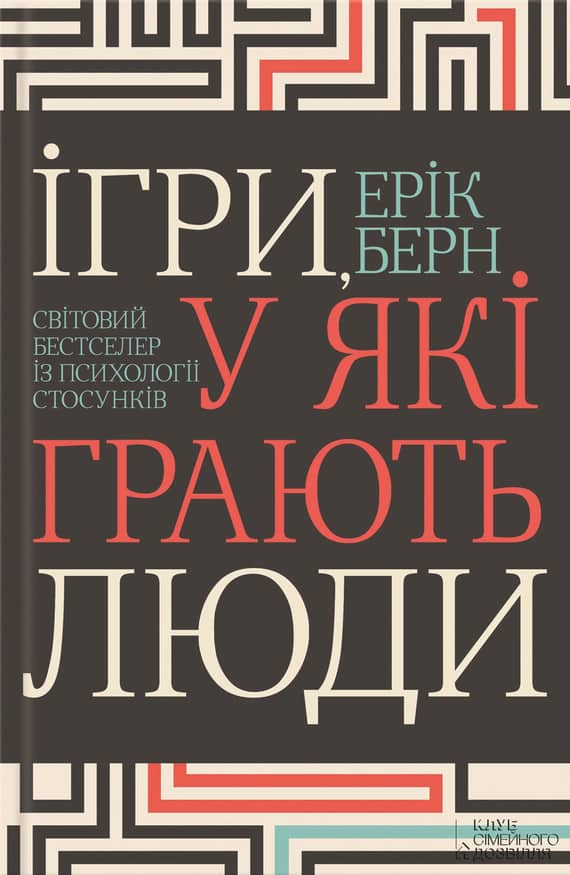 ІГРИ,
ЕРІК
БЕРН
СВІТОВИЙ
БЕСТСЕЛЕР
ІЗ ПСИХОЛОГІЇ
СТОСУНКІВ
У ЯКІ
ГРАЮТЬ
ЛЮДИ
КЛУБ
СІМЕЙНОГО
ДОЗВІЛЛЯ